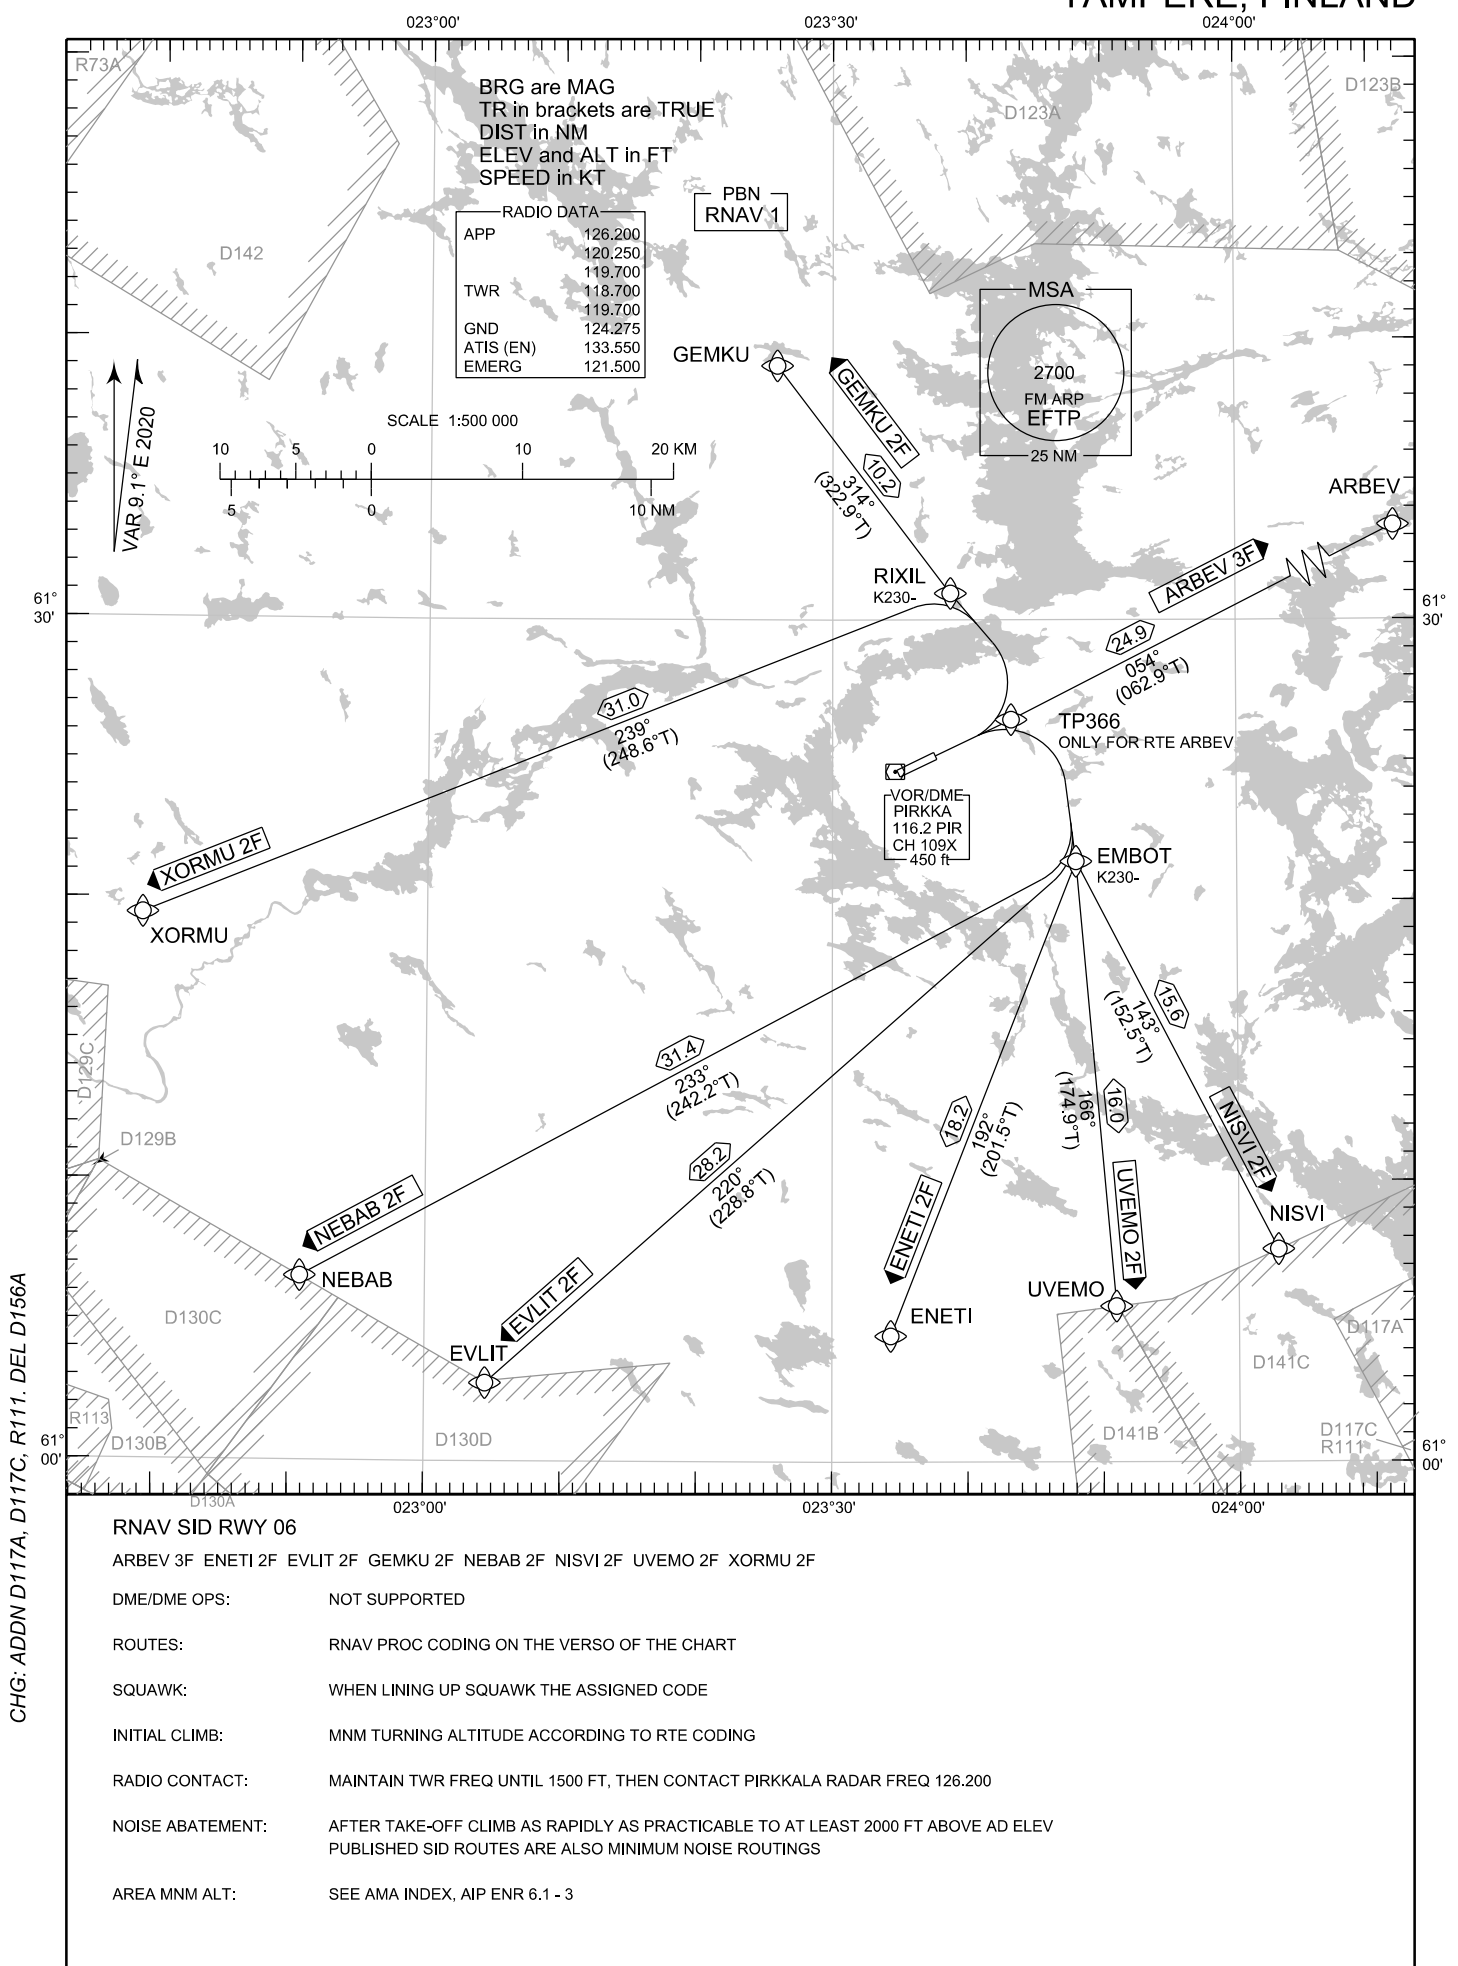 TAMPERE, FINLAND
023°00'
023°30'
024°00'
R73A
D123B
D123A
BRG are MAG
TR in brackets are TRUE
DIST in NM
ELEV and ALT in FT
SPEED in KT
PBN
RNAV 1
RADIO DATA
APP 126.200
120.250
119.700
TWR 118.700
119.700
GND 124.275
ATIS (EN) 133.550
EMERG 121.500
D142
MSA
2700
FM ARP
EFTP
25 NM
GEMKU
GEMKU 2F
10.2
314°
(322.9°T)
VAR 9.1° E 2020
SCALE 1:500 000
10 5 0 10 20 KM
5 0 10 NM
ARBEV
ARBEV 3F
24.9
054°
(062.9°T)
RIXIL
K230-
61°
30'
61°
30'
31.0
239°
(248.6°T)
TP366
ONLY FOR RTE ARBEV
VOR/DME
PIRKKA
116.2 PIR
CH 109X
450 ft
XORMU 2F
XORMU
EMBOT
K230-
31.4
233°
(242.2°T)
28.2
220°
(228.8°T)
18.2
192°
(201.5°T)
16.0
166°
(174.9°T)
15.6
143°
(152.5°T)
D129C
D129B
NEBAB 2F
NEBAB
EVLIT 2F
EVLIT
ENETI 2F
ENETI
UVEMO 2F
UVEMO
NISVI 2F
NISVI
D130C
D117A
D141C
R113
D130B
D130D
D141B
D117C
R111
61°
00'
61°
00'
D130A
023°00'
023°30'
024°00'
CHG: ADDN D117A, D117C, R111. DEL D156A
RNAV SID RWY 06
ARBEV 3F ENETI 2F EVLIT 2F GEMKU 2F NEBAB 2F NISVI 2F UVEMO 2F XORMU 2F
DME/DME OPS: NOT SUPPORTED
ROUTES: RNAV PROC CODING ON THE VERSO OF THE CHART
SQUAWK: WHEN LINING UP SQUAWK THE ASSIGNED CODE
INITIAL CLIMB: MNM TURNING ALTITUDE ACCORDING TO RTE CODING
RADIO CONTACT: MAINTAIN TWR FREQ UNTIL 1500 FT, THEN CONTACT PIRKKALA RADAR FREQ 126.200
NOISE ABATEMENT: AFTER TAKE-OFF CLIMB AS RAPIDLY AS PRACTICABLE TO AT LEAST 2000 FT ABOVE AD ELEV
PUBLISHED SID ROUTES ARE ALSO MINIMUM NOISE ROUTINGS
AREA MNM ALT: SEE AMA INDEX, AIP ENR 6.1 - 3